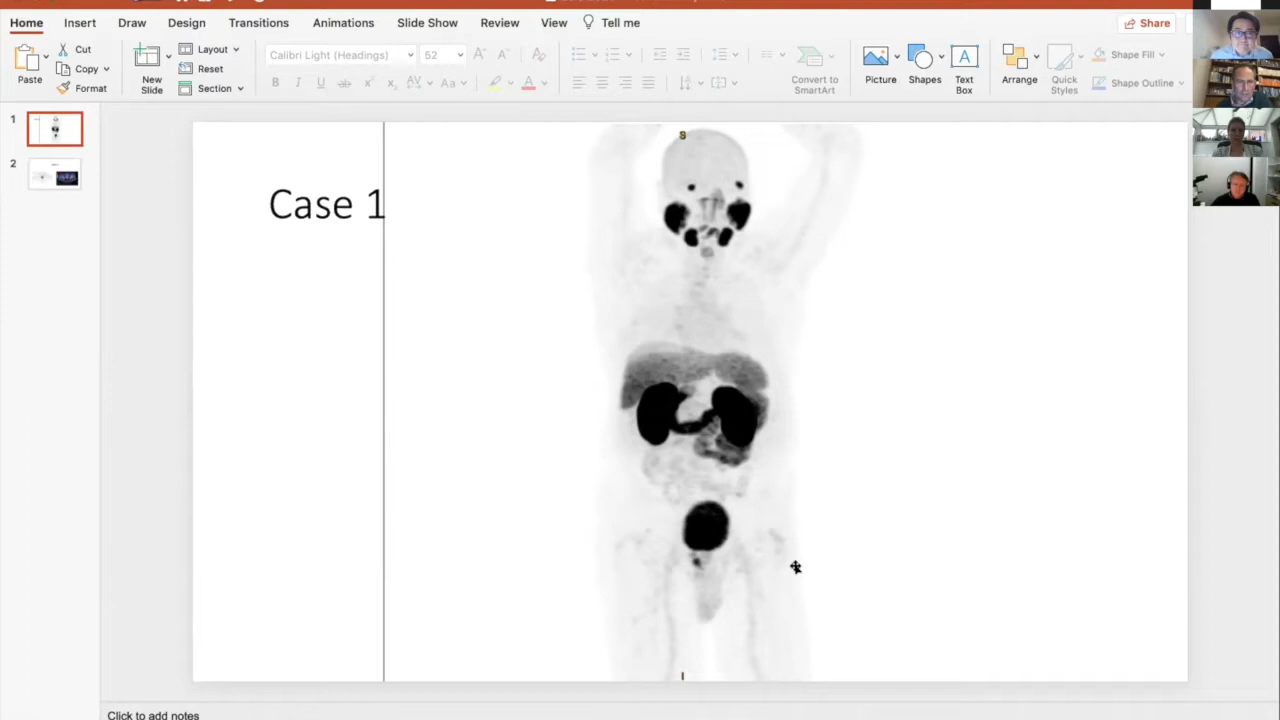 Home Insert Draw Design Transitions Animations Slide Show Review View Tell me Share
Cut
Copy
Format
Paste
New
Slide
Layout
Reset
Section
Calibri Light (Headings) 52
Convert to
SmartArt
Picture
Shapes
Text
Box
Arrange
Quick
Styles
Shape Fill
Shape Outline
1
2
Case 1
S
I
Click to add notes